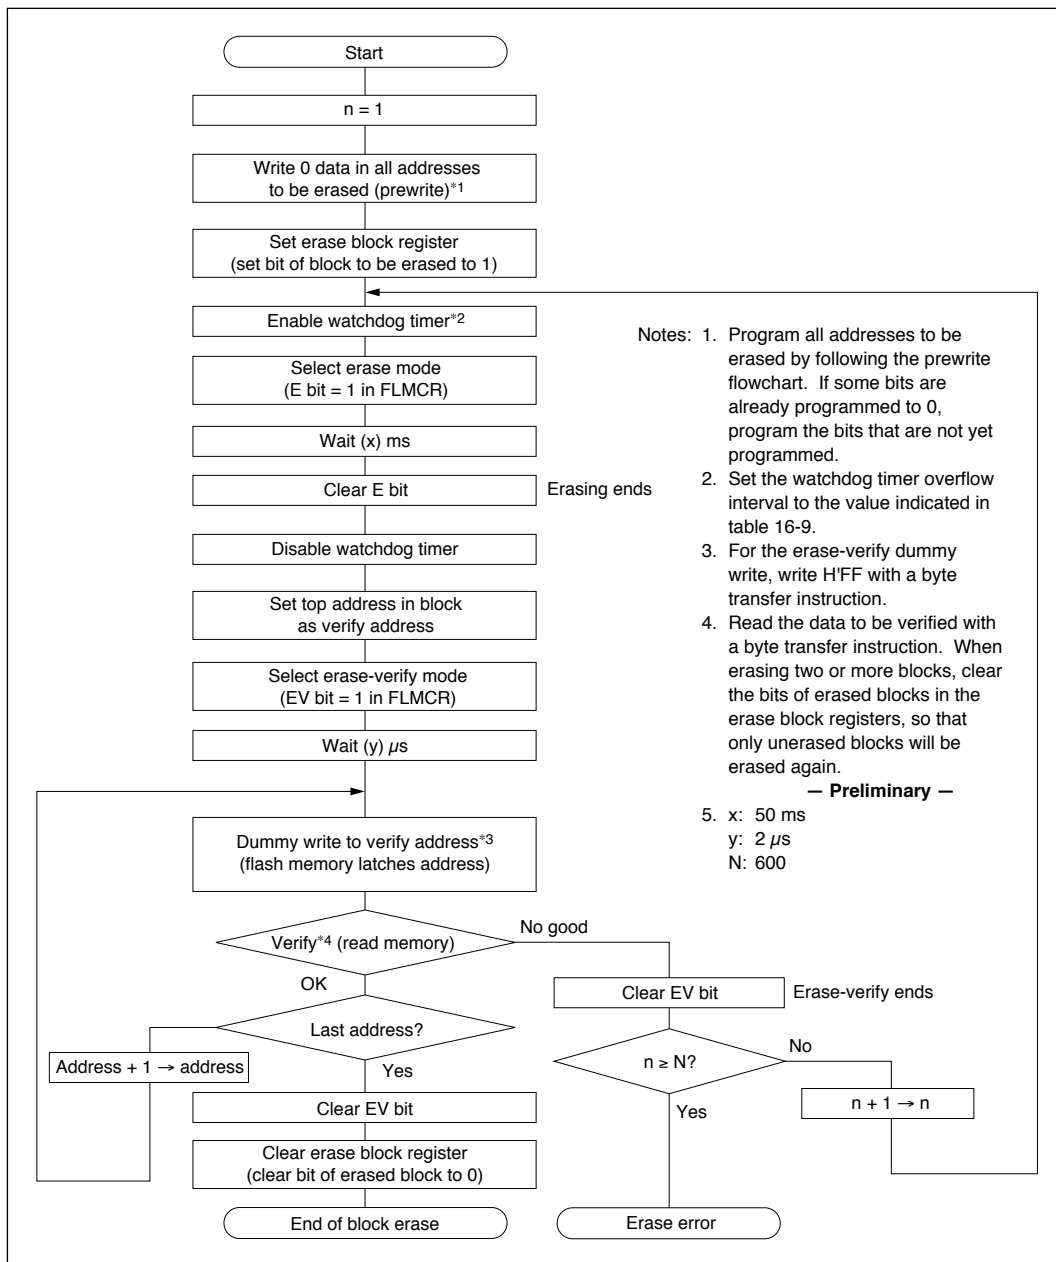 Start
n = 1
Write 0 data in all addresses
to be erased (prewrite)*1
Set erase block register
(set bit of block to be erased to 1)
Enable watchdog timer*2
Select erase mode
(E bit = 1 in FLMCR)
Wait (x) ms
Clear E bit
Erasing ends
Disable watchdog timer
Set top address in block
as verify address
Select erase-verify mode
(EV bit = 1 in FLMCR)
Wait (y) µs
Dummy write to verify address*3
(flash memory latches address)
Verify*4 (read memory)
No good
OK
Last address?
Address + 1 → address
Yes
Clear EV bit
Clear erase block register
(clear bit of erased block to 0)
End of block erase
Clear EV bit
Erase-verify ends
n ≥ N?
No
Yes
n + 1 → n
Erase error
Notes: 1. Program all addresses to be
erased by following the prewrite
flowchart. If some bits are
already programmed to 0,
program the bits that are not yet
programmed.
2. Set the watchdog timer overflow
interval to the value indicated in
table 16-9.
3. For the erase-verify dummy
write, write H'FF with a byte
transfer instruction.
4. Read the data to be verified with
a byte transfer instruction. When
erasing two or more blocks, clear
the bits of erased blocks in the
erase block registers, so that
only unerased blocks will be
erased again.
— Preliminary —
5. x: 50 ms
y: 2 µs
N: 600